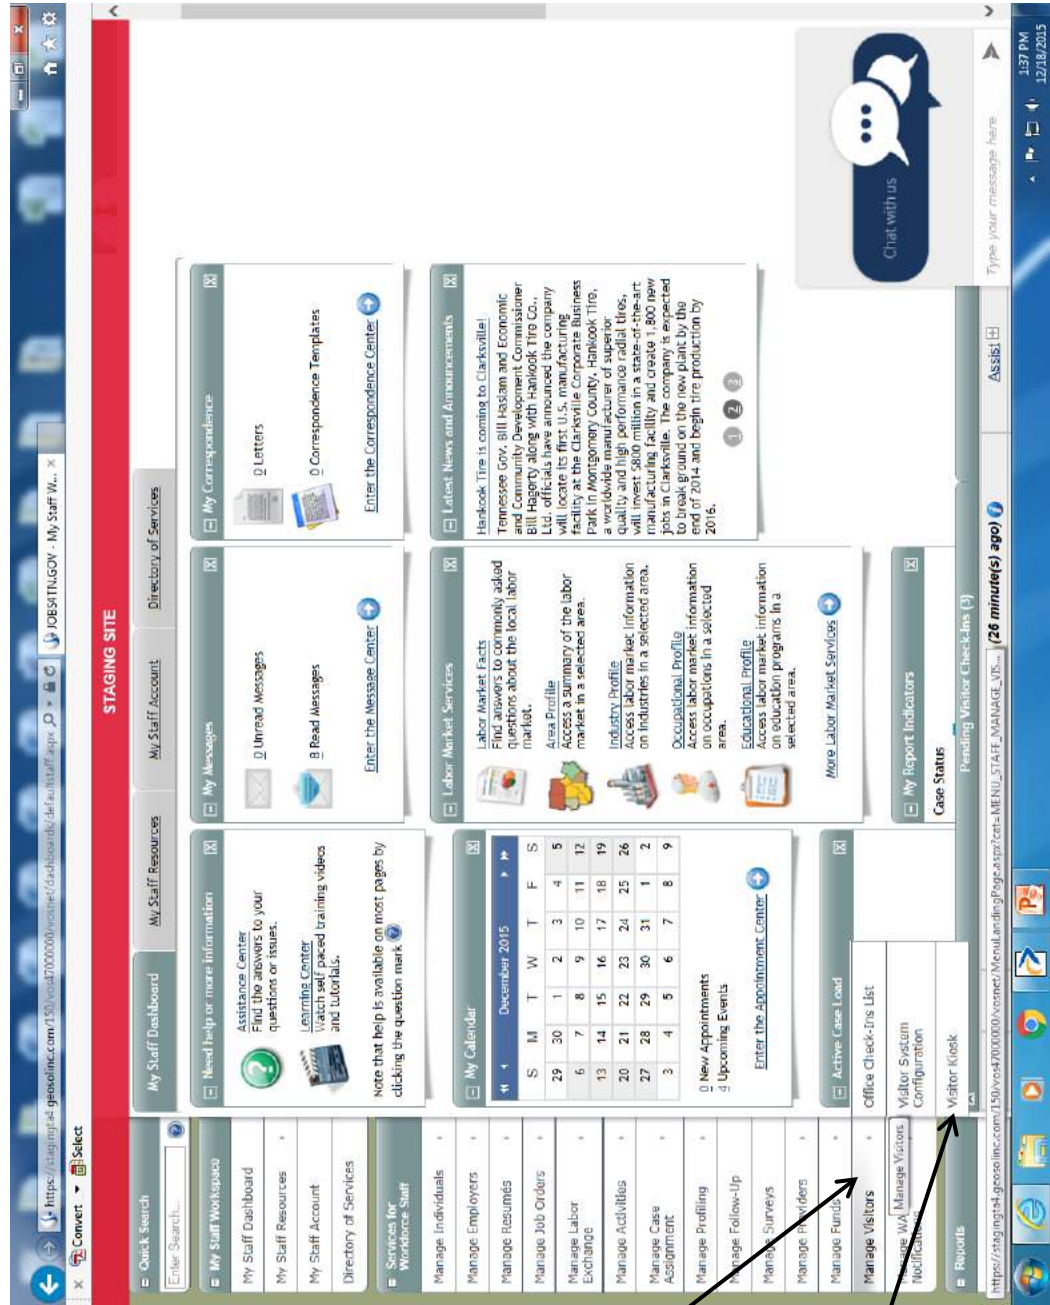 https://stagingta4.geosolinc.com/150/vos47000000/vosnet/dashboards/defaultstaff.aspx
JOBS4TN.GOV - My Staff W... ×
× Convert ▾ Select
STAGING SITE
Quick Search
Enter Search...
My Staff Workspace
My Staff Dashboard
My Staff Resources
My Staff Account
Directory of Services
Services for
Workforce Staff
Manage Individuals
Manage Employers
Manage Resumés
Manage Job Orders
Manage Labor
Exchange
Manage Activities
Manage Case
Assignment
Manage Profiling
Manage Follow-Up
Manage Surveys
Manage Providers
Manage Funds
Manage Visitors
Manage WA
Manage Visitors
Notification
Reports
Office Check-Ins List
Visitor System
Configuration
Visitor Kiosk
My Staff Dashboard
My Staff Resources
My Staff Account
Directory of Services
Need help or more information
Assistance Center
Find the answers to your
questions or issues.
Learning Center
Watch self paced training videos
and tutorials.
Note that help is available on most pages by
clicking the question mark
My Calendar
December 2015
S M T W T F S
29 30 1 2 3 4 5
6 7 8 9 10 11 12
13 14 15 16 17 18 19
20 21 22 23 24 25 26
27 28 29 30 31 1 2
3 4 5 6 7 8 9
0 New Appointments
4 Upcoming Events
Enter the Appointment Center
Active Case Load
My Messages
0 Unread Messages
8 Read Messages
Enter the Message Center
Labor Market Services
Labor Market Facts
Find answers to commonly asked
questions about the local labor
market.
Area Profile
Access a summary of the labor
market in a selected area.
Industry Profile
Access labor market information
on industries in a selected area.
Occupational Profile
Access labor market information
on occupations in a selected
area.
Educational Profile
Access labor market information
on education programs in a
selected area.
More Labor Market Services
My Report Indicators
Case Status
My Correspondence
0 Letters
0 Correspondence Templates
Enter the Correspondence Center
Latest News and Announcements
Hankook Tire is coming to Clarksville!
Tennessee Gov. Bill Haslam and Economic
and Community Development Commissioner
Bill Hagerty along with Hankook Tire Co.,
Ltd. officials have announced the company
will locate its first U.S. manufacturing
facility at the Clarksville Corporate Business
Park in Montgomery County. Hankook Tire,
a worldwide manufacturer of superior
quality and high performance radial tires,
will invest $800 million in a state-of-the-art
manufacturing facility and create 1,800 new
jobs in Clarksville. The company is expected
to break ground on the new plant by the
end of 2014 and begin tire production by
2016.
1 2 3
Chat with us
Type your message here
Pending Visitor Check-Ins (3)
https://stagingta4.geosolinc.com/150/vos47000000/vosnet/MenuLandingPage.aspx?cat=MENU_STAFF_MANAGE_VIS...
(26 minute(s) ago)
Assist
1:37 PM
12/18/2015